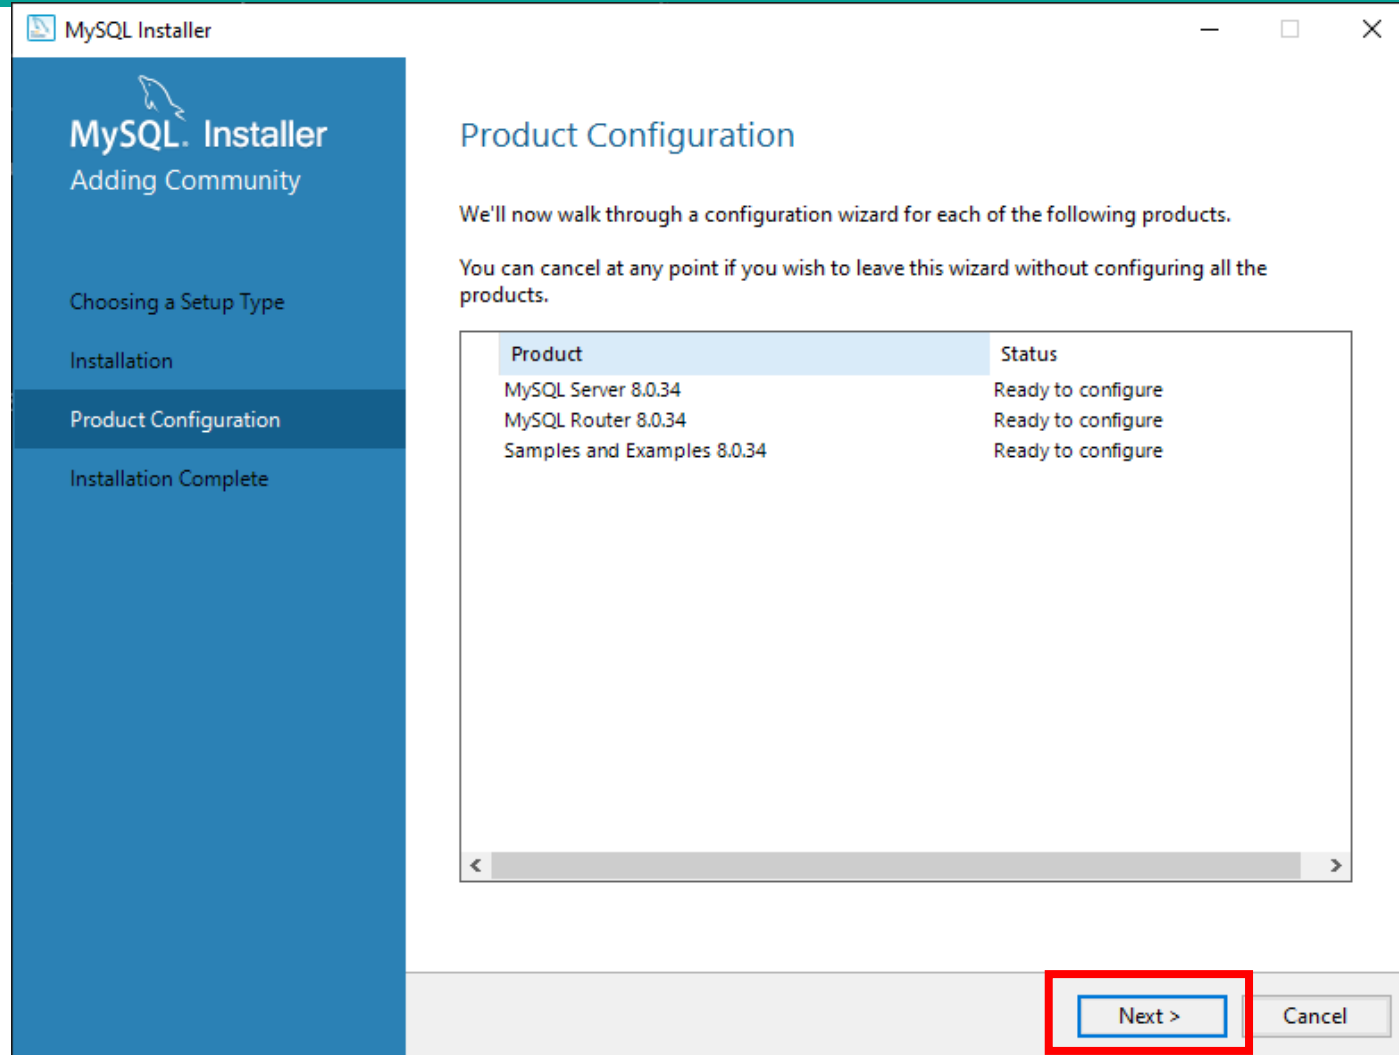 MySQL Installer
MySQL. Installer
Adding Community
Choosing a Setup Type
Installation
Product Configuration
Installation Complete
Product Configuration
We'll now walk through a configuration wizard for each of the following products.
You can cancel at any point if you wish to leave this wizard without configuring all the
products.
Product Status
MySQL Server 8.0.34 Ready to configure
MySQL Router 8.0.34 Ready to configure
Samples and Examples 8.0.34 Ready to configure
Next > Cancel